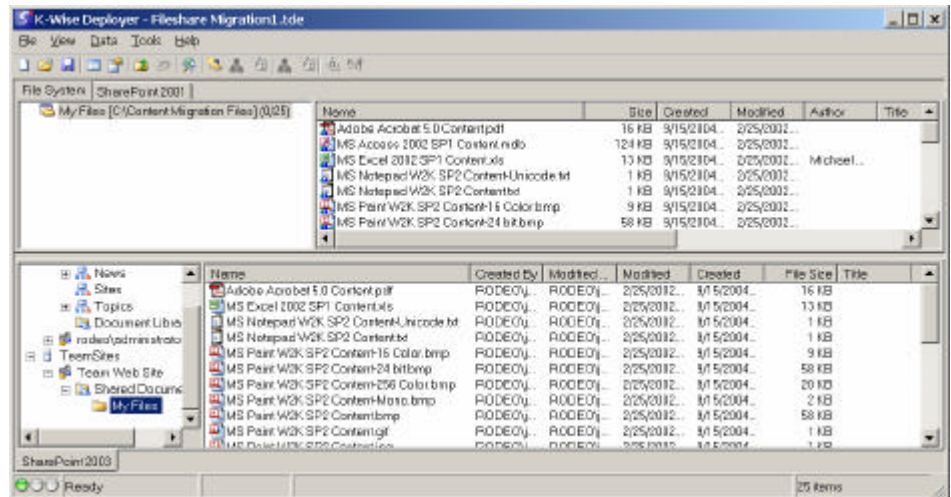 K-Wise Deployer - Fileshare Migration1.tde
File View Data Tools Help
File System SharePoint 2001
My Files [C:\Content Migration Files] (0/25)
Name Size Created Modified Author Title
Adobe Acrobat 5.0 Content.pdf 16 KB 9/15/2004... 2/25/2002...
MS Access 2002 SP1 Content.mdb 124 KB 9/15/2004... 2/25/2002...
MS Excel 2002 SP1 Content.xls 13 KB 9/15/2004... 2/25/2002... Michael...
MS Notepad W2K SP2 Content-Unicode.txt 1 KB 9/15/2004... 2/25/2002...
MS Notepad W2K SP2 Content.txt 1 KB 9/15/2004... 2/25/2002...
MS Paint W2K SP2 Content-16 Color.bmp 9 KB 9/15/2004... 2/25/2002...
MS Paint W2K SP2 Content-24 bit.bmp 58 KB 9/15/2004... 2/25/2002...
News
Sites
Topics
Document Libra
rodeo\administrato
TeamSites
Team Web Site
Shared Docume
My Files
Name Created By Modified... Modified Created File Size Title
Adobe Acrobat 5.0 Content.pdf RODEO\j... RODEO\j... 2/25/2002... 9/15/2004... 16 KB
MS Excel 2002 SP1 Content.xls RODEO\j... RODEO\j... 2/25/2002... 9/15/2004... 13 KB
MS Notepad W2K SP2 Content-Unicode.txt RODEO\j... RODEO\j... 2/25/2002... 9/15/2004... 1 KB
MS Notepad W2K SP2 Content.txt RODEO\j... RODEO\j... 2/25/2002... 9/15/2004... 1 KB
MS Paint W2K SP2 Content-16 Color.bmp RODEO\j... RODEO\j... 2/25/2002... 9/15/2004... 9 KB
MS Paint W2K SP2 Content-24 bit.bmp RODEO\j... RODEO\j... 2/25/2002... 9/15/2004... 58 KB
MS Paint W2K SP2 Content-256 Color.bmp RODEO\j... RODEO\j... 2/25/2002... 9/15/2004... 20 KB
MS Paint W2K SP2 Content-Mono.bmp RODEO\j... RODEO\j... 2/25/2002... 9/15/2004... 2 KB
MS Paint W2K SP2 Content.bmp RODEO\j... RODEO\j... 2/25/2002... 9/15/2004... 58 KB
MS Paint W2K SP2 Content.gif RODEO\j... RODEO\j... 2/25/2002... 9/15/2004... 1 KB
SharePoint 2003
Ready 25 items